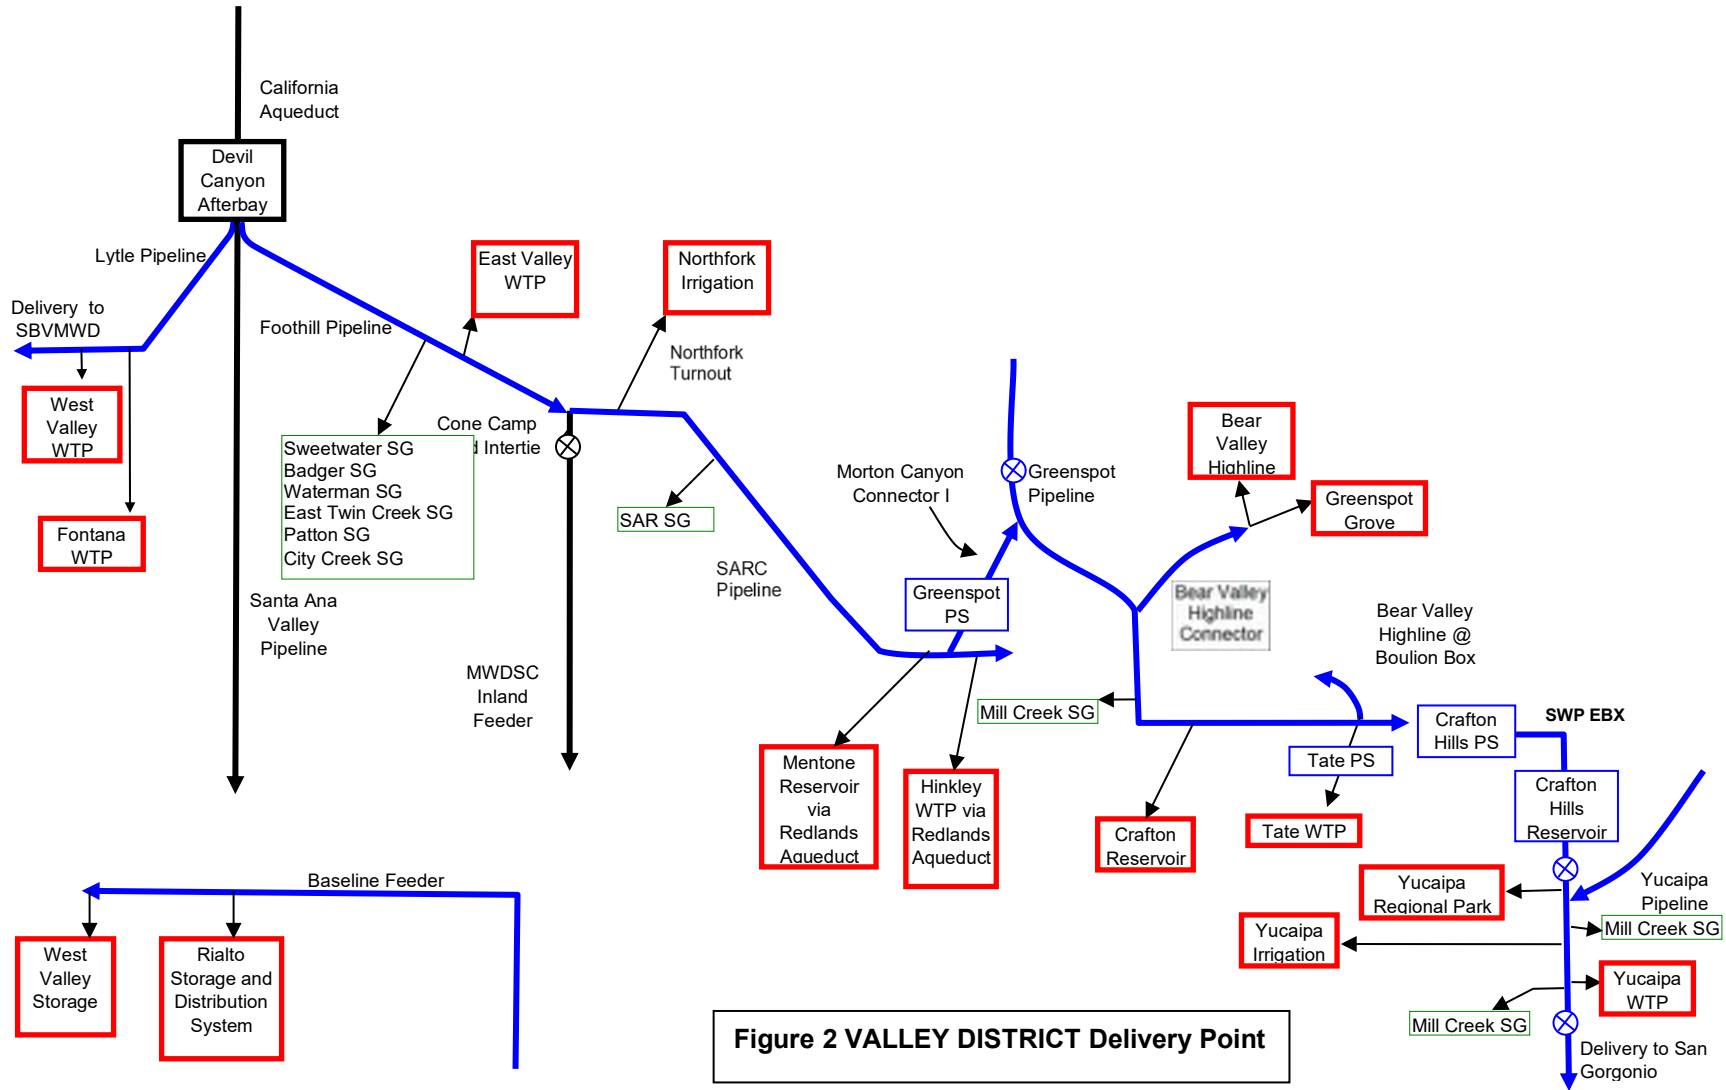 California
Aqueduct
Devil
Canyon
Afterbay
Lytle Pipeline
Delivery to
SBVMWD
West
Valley
WTP
Fontana
WTP
Foothill Pipeline
East Valley
WTP
Northfork
Irrigation
Northfork
Turnout
Cone Camp
Intertie
Sweetwater SG
Badger SG
Waterman SG
East Twin Creek SG
Patton SG
City Creek SG
Santa Ana
Valley
Pipeline
MWDSC
Inland
Feeder
SAR SG
SARC
Pipeline
Morton Canyon
Connector I
Greenspot
Pipeline
Greenspot
PS
Bear
Valley
Highline
Greenspot
Grove
Bear Valley
Highline
Connector
Bear Valley
Highline @
Boulion Box
Mill Creek SG
Mentone
Reservoir
via
Redlands
Aqueduct
Hinkley
WTP via
Redlands
Aqueduct
Crafton
Reservoir
Tate PS
Tate WTP
Crafton
Hills PS
SWP EBX
Crafton
Hills
Reservoir
Yucaipa
Regional Park
Yucaipa
Pipeline
Mill Creek SG
Yucaipa
Irrigation
Yucaipa
WTP
Mill Creek SG
Delivery to San
Gorgonio
Baseline Feeder
West
Valley
Storage
Rialto
Storage and
Distribution
System
Figure 2 VALLEY DISTRICT Delivery Point